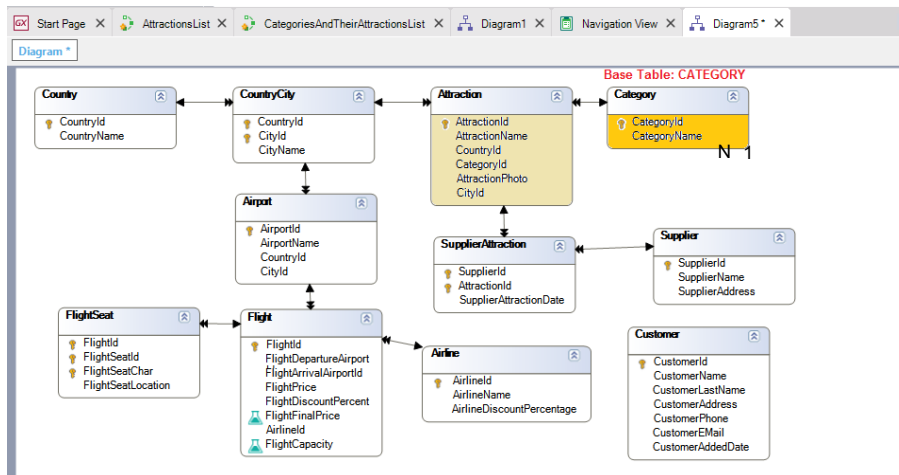 Start Page X AttractionsList X CategoriesAndTheirAttractionsList X Diagram1 X Navigation View X Diagram5 * X
Diagram *
Base Table: CATEGORY
Country
CountryId
CountryName
CountryCity
CountryId
CityId
CityName
Attraction
AttractionId
AttractionName
CountryId
CategoryId
AttractionPhoto
CityId
Category
CategoryId
CategoryName
N 1
Airport
AirportId
AirportName
CountryId
CityId
SupplierAttraction
SupplierId
AttractionId
SupplierAttractionDate
Supplier
SupplierId
SupplierName
SupplierAddress
FlightSeat
FlightId
FlightSeatId
FlightSeatChar
FlightSeatLocation
Flight
FlightId
FlightDepartureAirport
FlightArrivalAirportId
FlightPrice
FlightDiscountPercent
FlightFinalPrice
AirlineId
FlightCapacity
Airline
AirlineId
AirlineName
AirlineDiscountPercentage
Customer
CustomerId
CustomerName
CustomerLastName
CustomerAddress
CustomerPhone
CustomerEMail
CustomerAddedDate